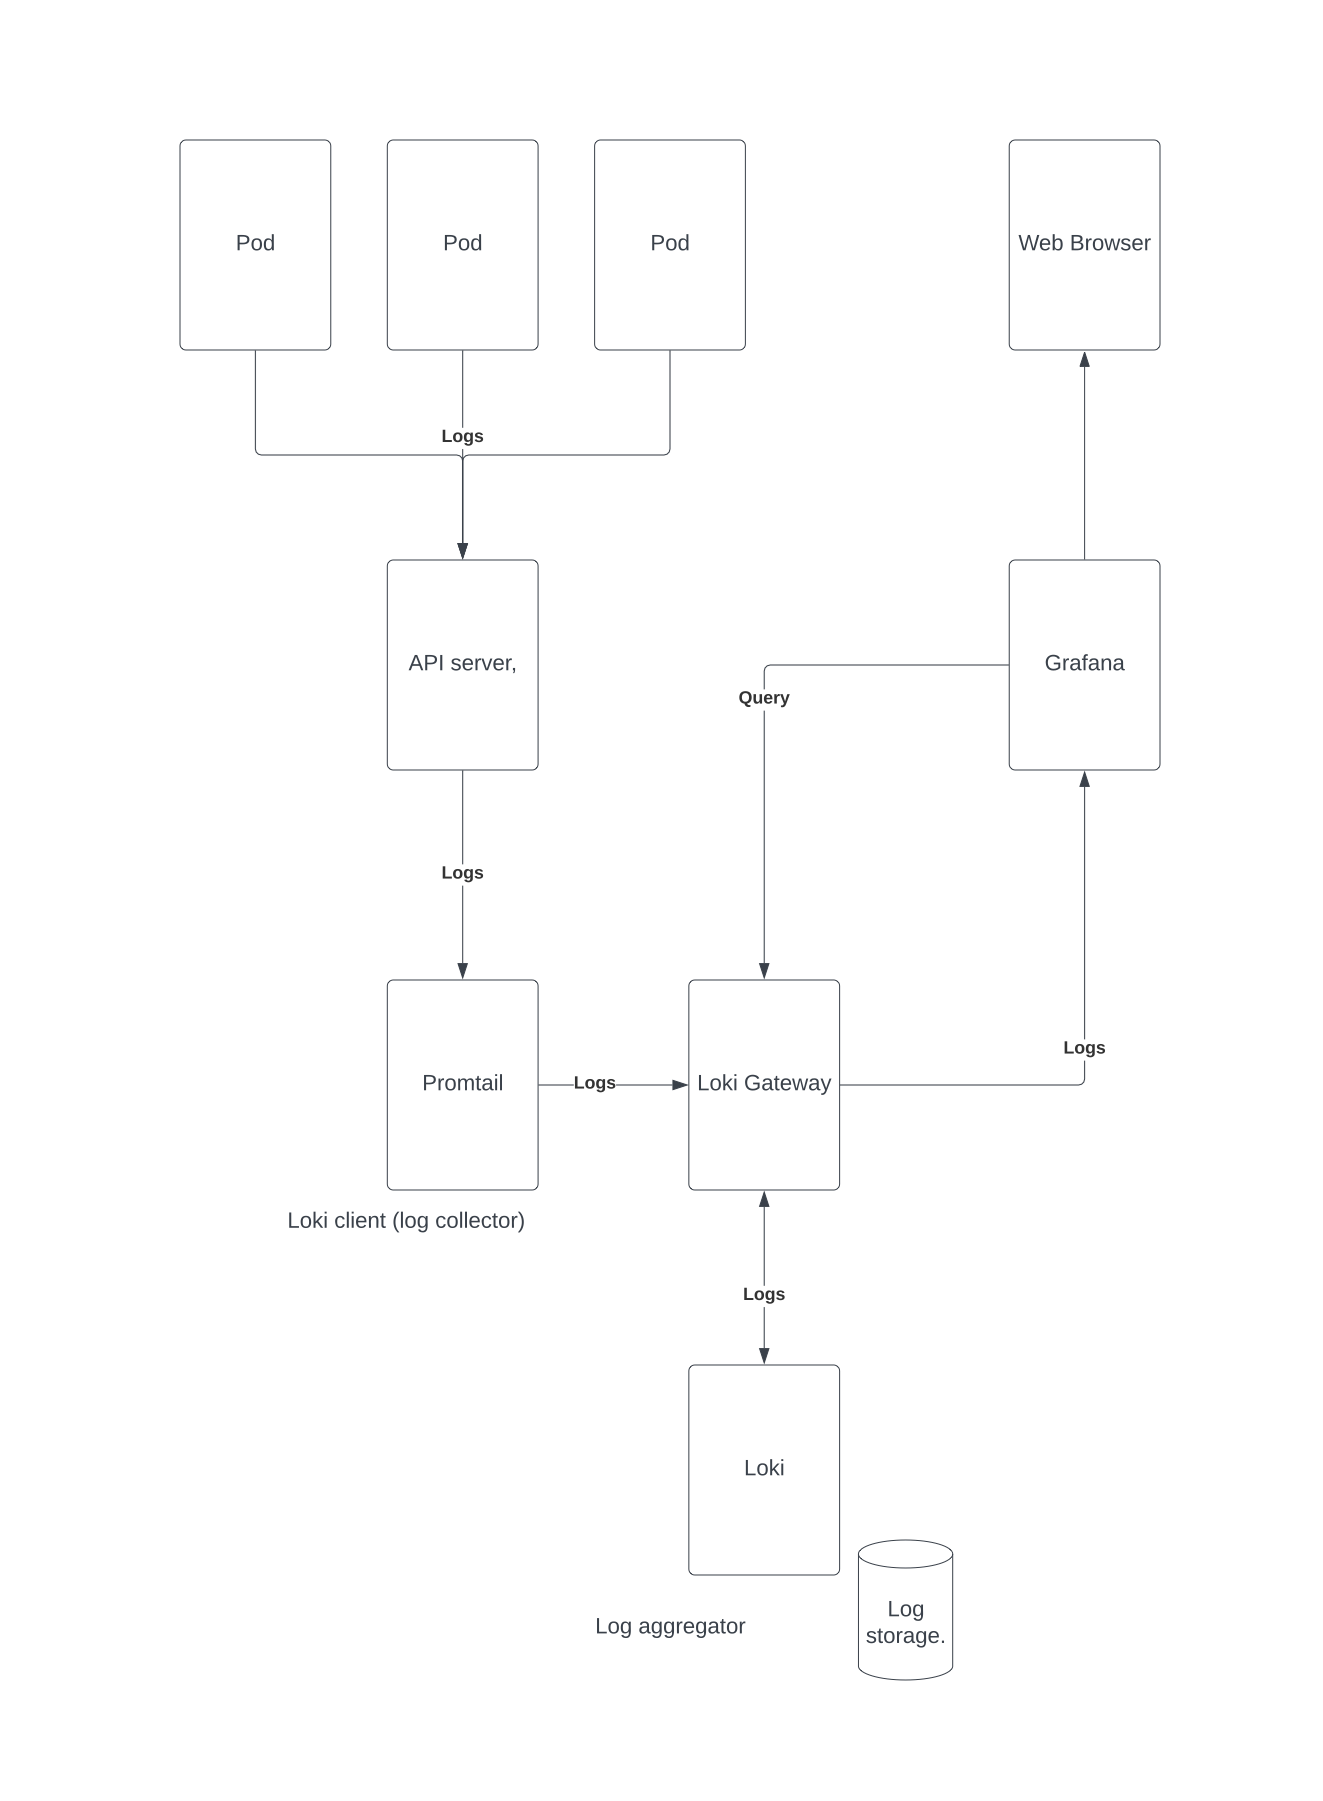 Pod
Pod
Pod
Web Browser
Logs
API server,
Grafana
Query
Logs
Logs
Promtail
Logs
Loki Gateway
Loki client (log collector)
Logs
Loki
Log
storage.
Log aggregator